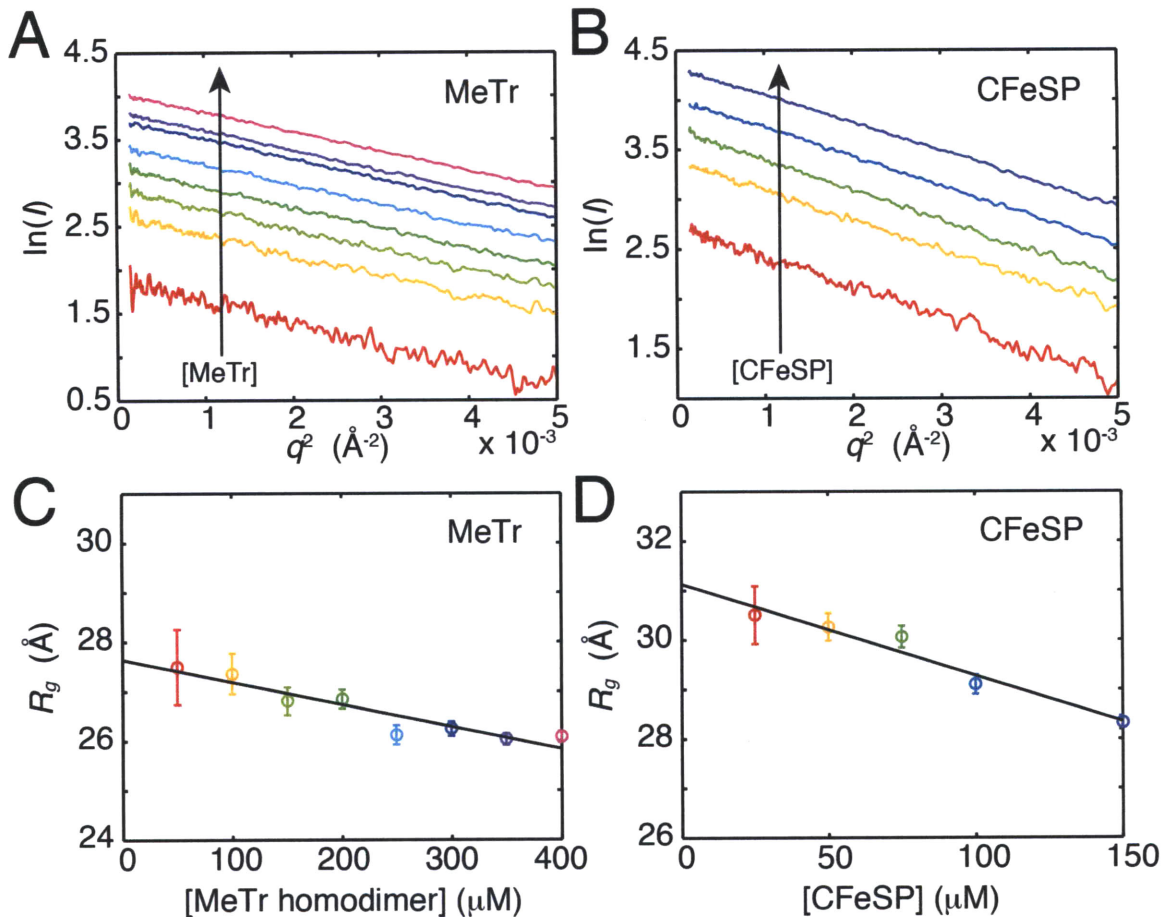 A
4.5
3.5
2.5
1.5
0.5
ln(I)
MeTr
[MeTr]
0 1 2 3 4 5
q² (Å⁻²) x 10⁻³
B
4.5
3.5
2.5
1.5
ln(I)
CFeSP
[CFeSP]
0 1 2 3 4 5
q² (Å⁻²) x 10⁻³
C
30
28
26
24
Rg (Å)
MeTr
0 100 200 300 400
[MeTr homodimer] (μM)
D
32
30
28
26
Rg (Å)
CFeSP
0 50 100 150
[CFeSP] (μM)